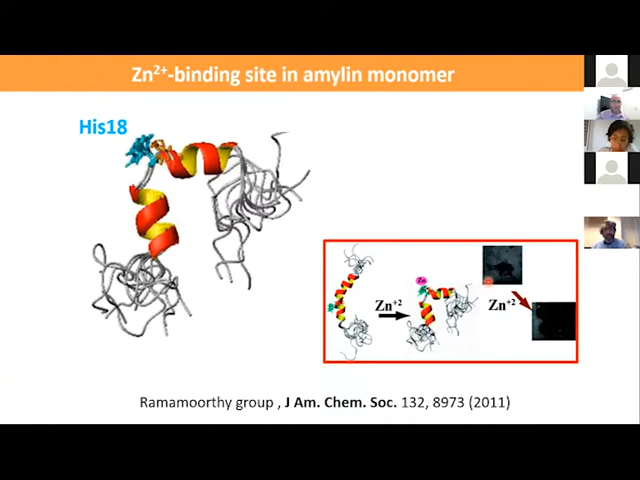 Zn²⁺-binding site in amylin monomer
His18
Zn
Zn⁺²
Zn⁺²
Ramamoorthy group , J Am. Chem. Soc. 132, 8973 (2011)